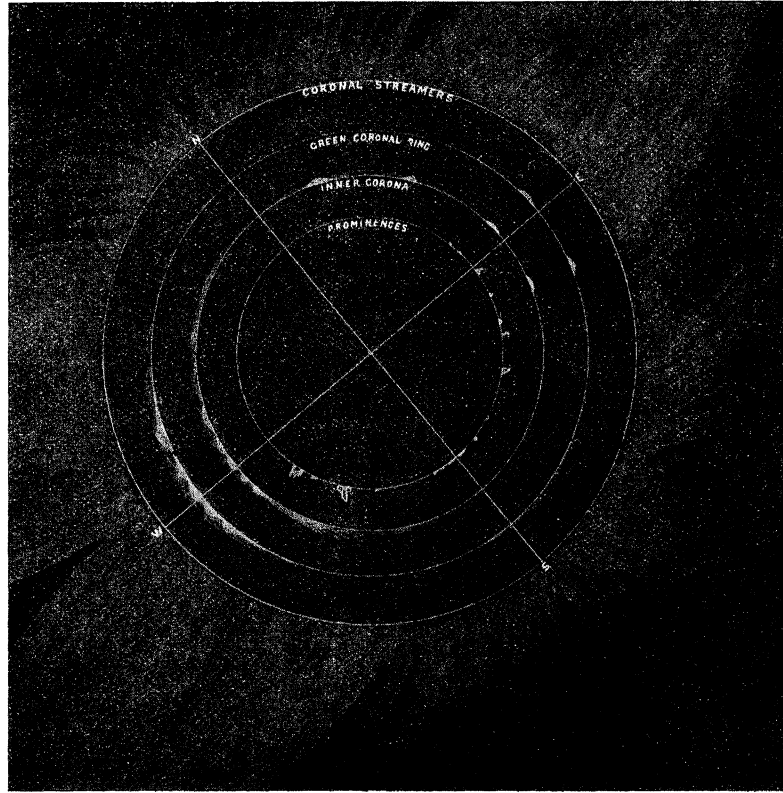 CORONAL STREAMERS
N
GREEN CORONAL RING
E
INNER CORONA
PROMINENCES
W
S